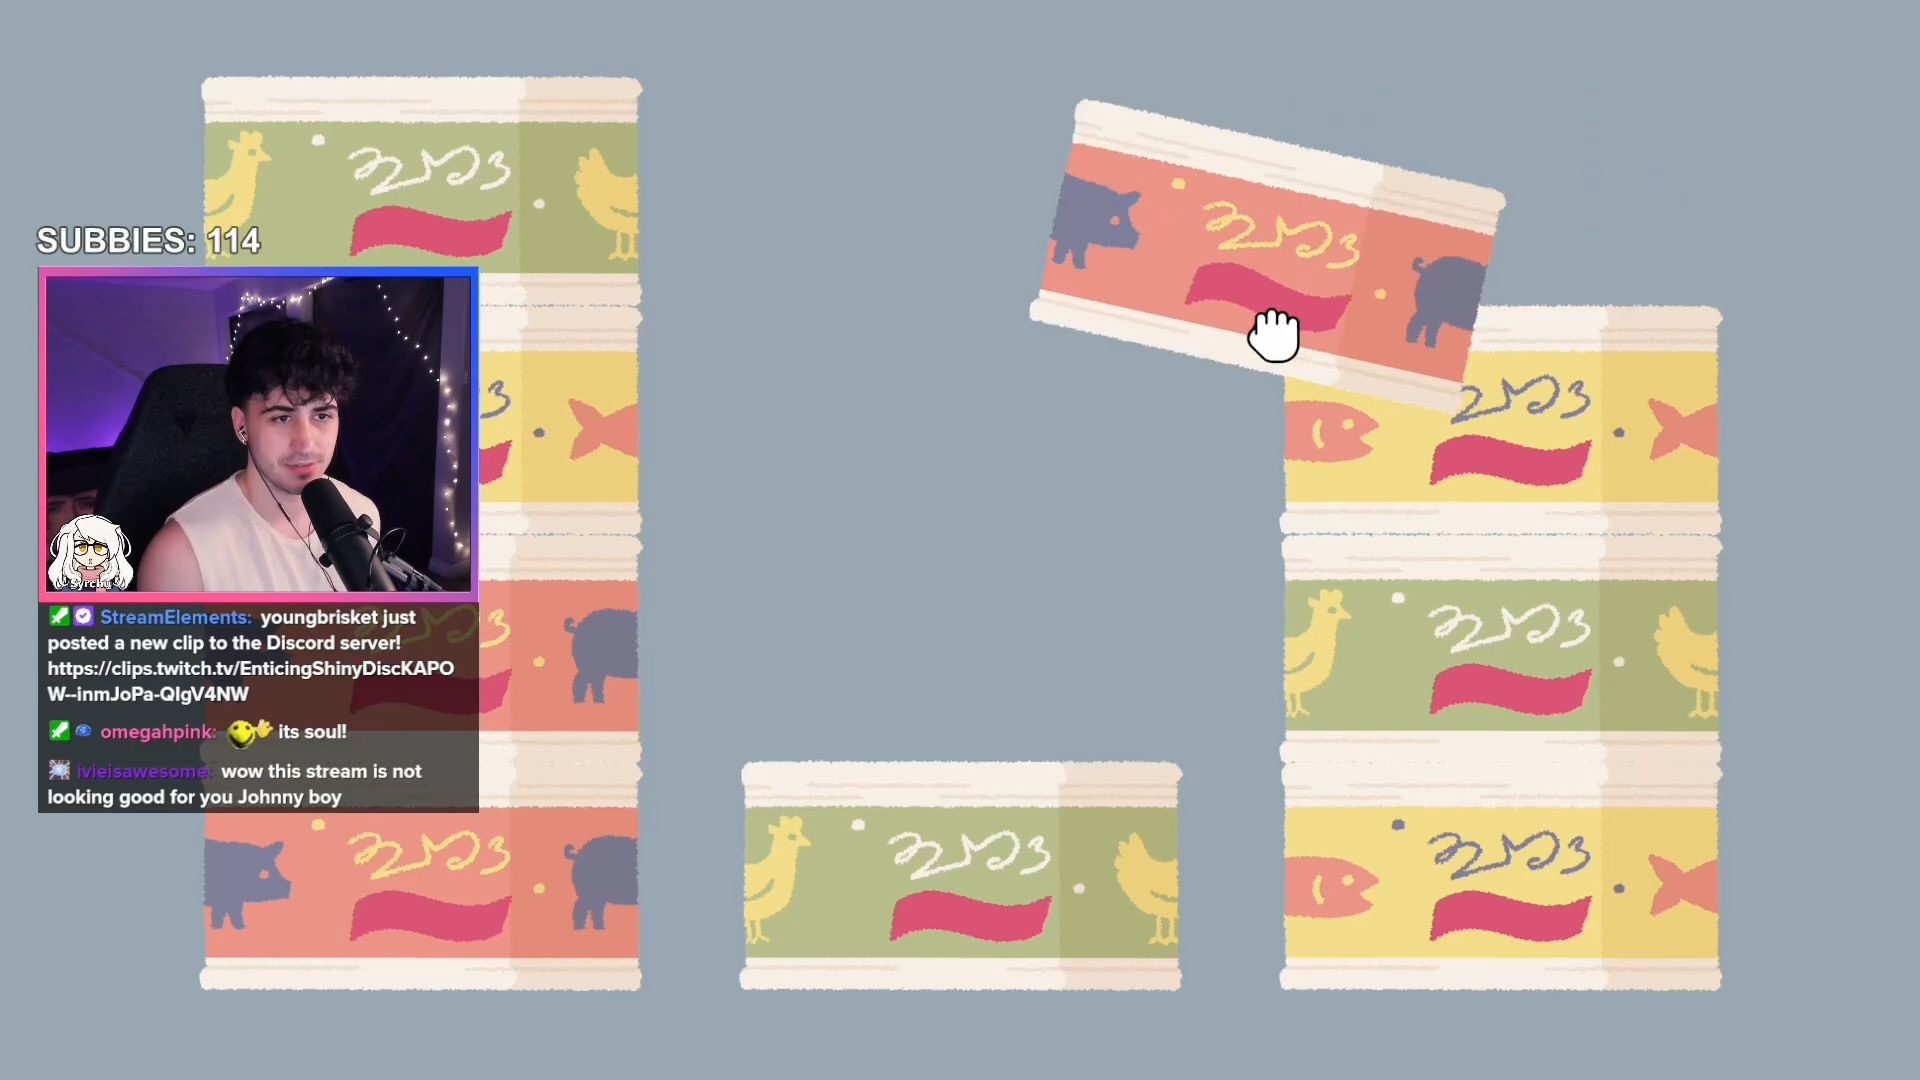 SUBBIES: 114
Syrchu
StreamElements: youngbrisket just
posted a new clip to the Discord server!
https://clips.twitch.tv/EnticingShinyDiscKAPO
W--inmJoPa-QIgV4NW
omegahpink: its soul!
ivieisawesome: wow this stream is not
looking good for you Johnny boy